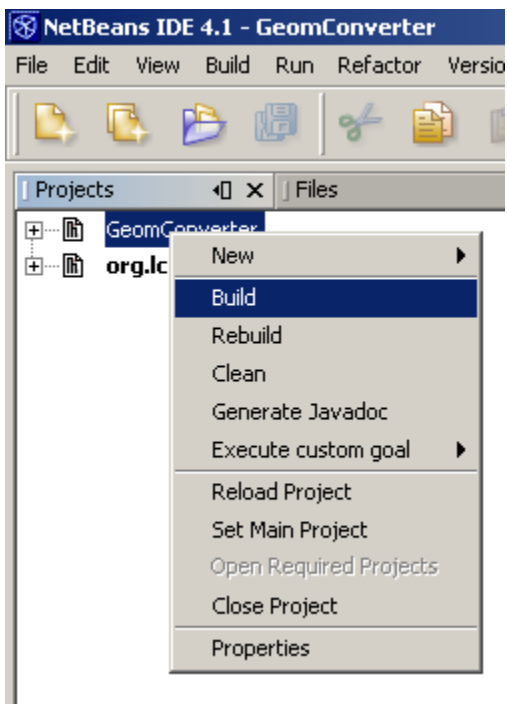 NetBeans IDE 4.1 - GeomConverter
File Edit View Build Run Refactor Versio
Projects Files
GeomConverter
org.lc
New
Build
Rebuild
Clean
Generate Javadoc
Execute custom goal
Reload Project
Set Main Project
Open Required Projects
Close Project
Properties